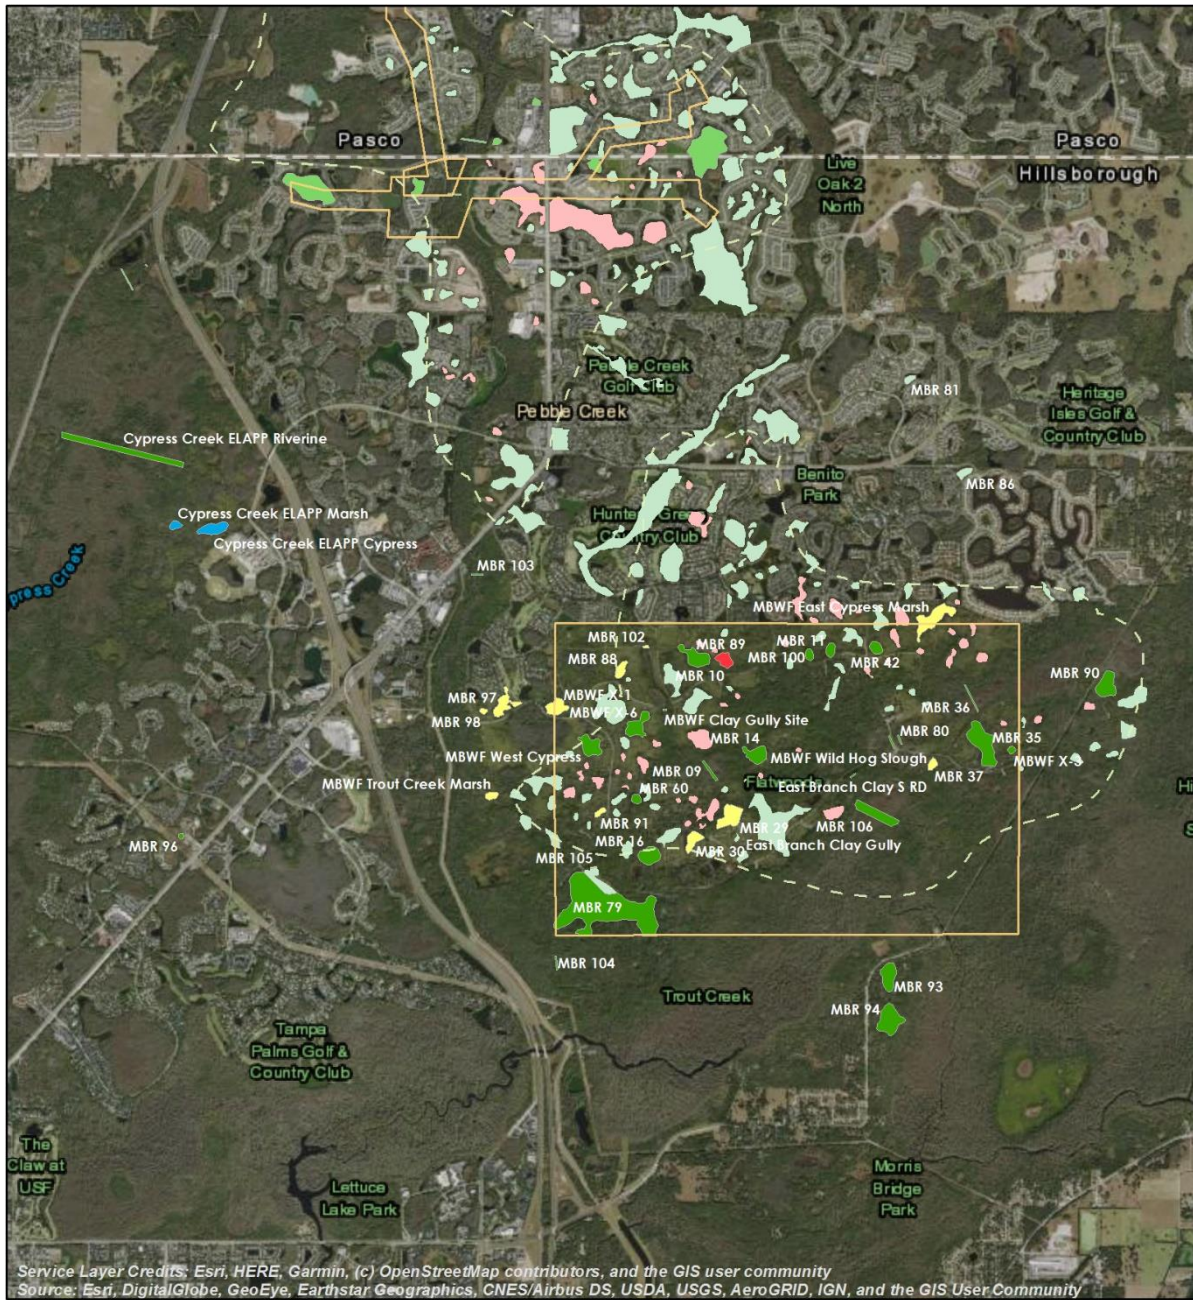 Pasco
Pasco
Hillsborough
Live
Oak 2
North
Pebble Creek
Golf Club
Pebble Creek
MBR 81
Heritage
Isles Golf &
Country Club
Cypress Creek ELAPP Riverine
Benito
Park
MBR 86
Cypress Creek ELAPP Marsh
Cypress Creek ELAPP Cypress
Country Club
press Creek
MBR 103
MBWF East Cypress Marsh
MBR 102
MBR 89
MBR 11
MBR 100
MBR 42
MBR 88
MBR 10
MBR 90
MBR 97
MBWF X-1
MBR 98
MBWF X-6
MBWF Clay Gully Site
MBR 36
MBR 14
MBR 80
MBR 35
MBWF West Cypress
MBWF Wild Hog Slough
MBR 09
MBR 37
MBWF Trout Creek Marsh
MBR 60
East Branch Clay S RD
MBR 91
MBR 29
MBR 106
MBR 96
MBR 16
MBR 30
East Branch Clay Gully
MBR 105
MBR 79
MBR 104
MBR 93
Trout Creek
MBR 94
Tampa
Palms Golf &
Country Club
The
Claw at
USF
Lettuce
Lake Park
Morris
Bridge
Park
Service Layer Credits: Esri, HERE, Garmin, (c) OpenStreetMap contributors, and the GIS user community
Source: Esri, DigitalGlobe, GeoEye, Earthstar Geographics, CNES/Airbus DS, USDA, USGS, AeroGRID, IGN, and the GIS User Community